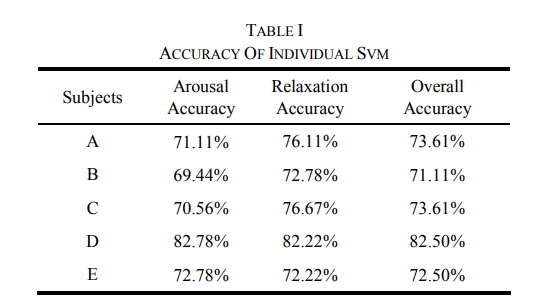 TABLE I
ACCURACY OF INDIVIDUAL SVM
Subjects Arousal Accuracy Relaxation Accuracy Overall Accuracy
A 71.11% 76.11% 73.61%
B 69.44% 72.78% 71.11%
C 70.56% 76.67% 73.61%
D 82.78% 82.22% 82.50%
E 72.78% 72.22% 72.50%